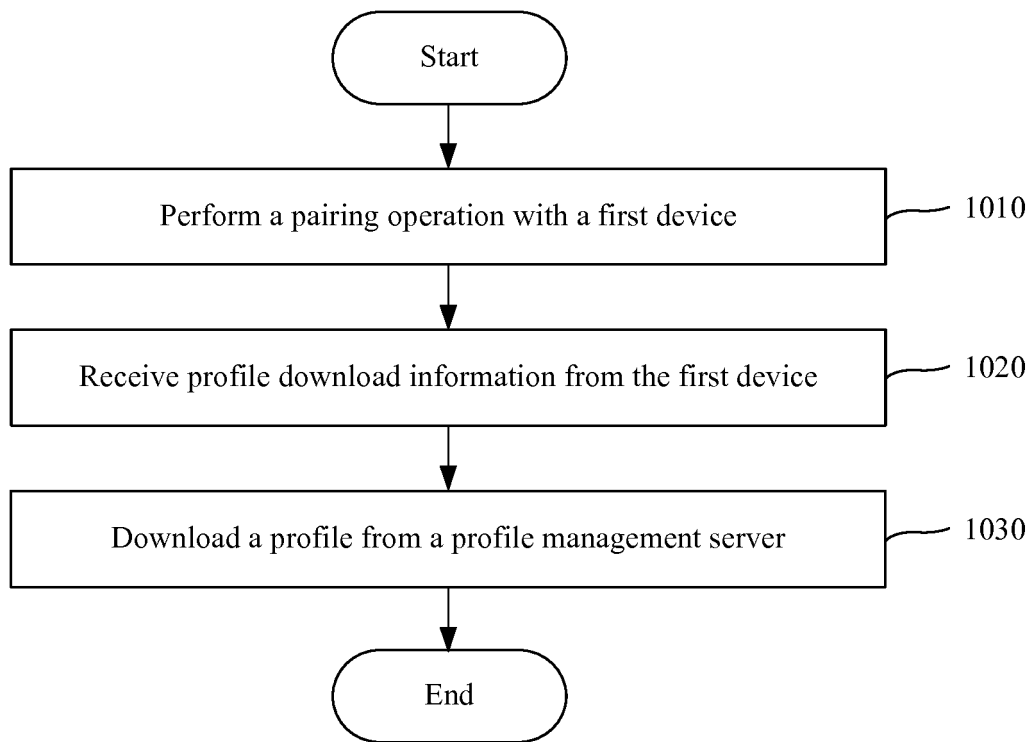 Start
Perform a pairing operation with a first device
1010
Receive profile download information from the first device
1020
Download a profile from a profile management server
1030
End